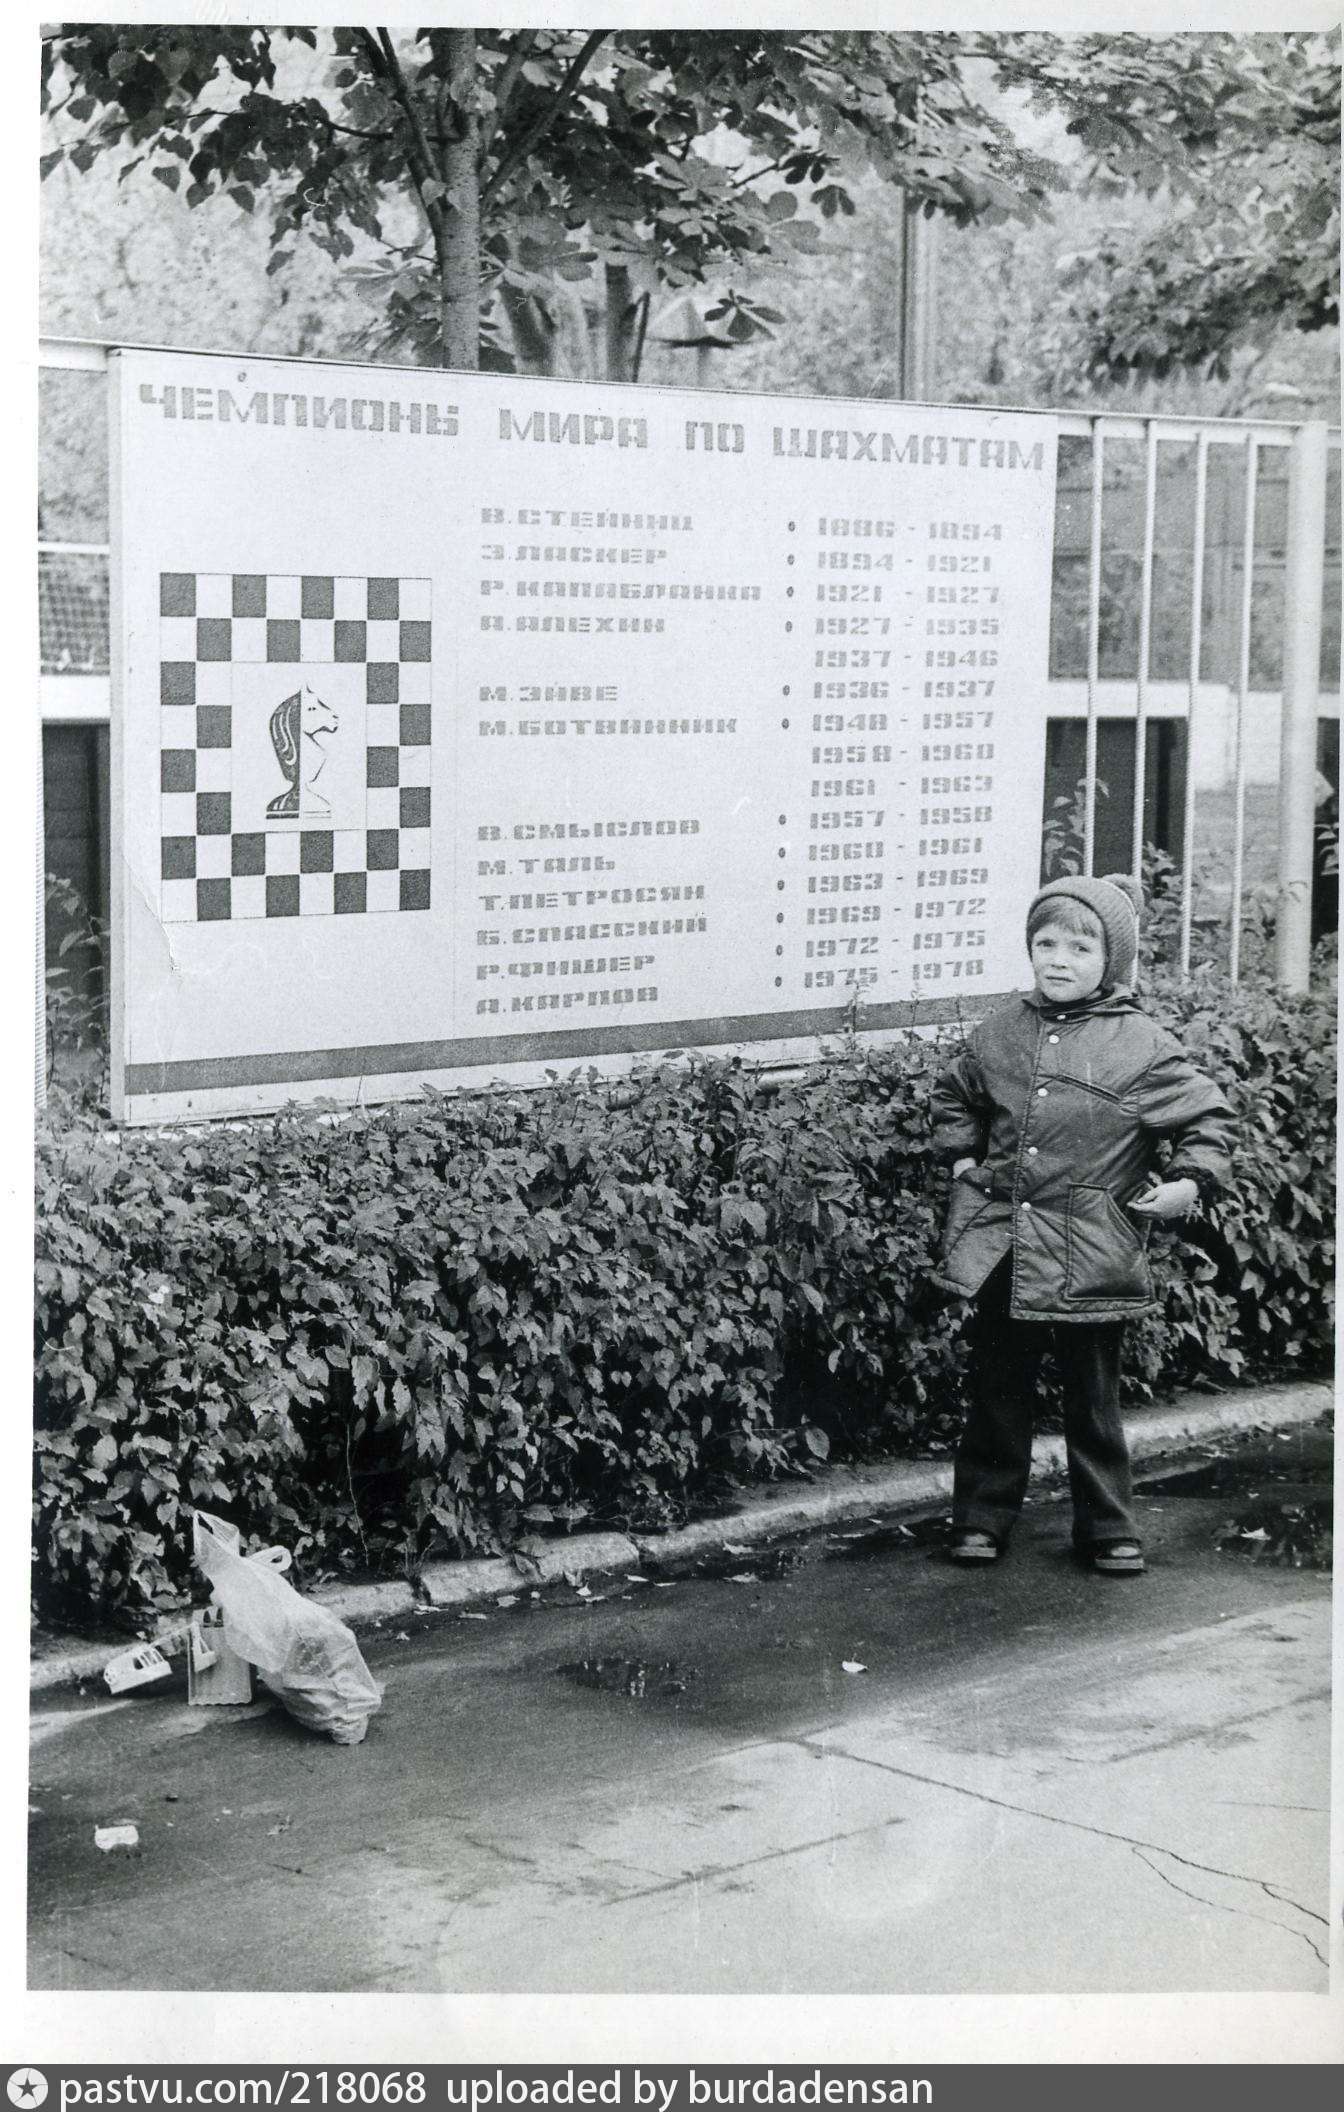 ЧЕМПИОНЫ МИРА ПО ШАХМАТАМ
В.СТЕЙНИЦ • 1886 - 1894
Э.ЛАСКЕР • 1894 - 1921
Р.КАПАБЛАНКА • 1921 - 1927
А.АЛЕХИН • 1927 - 1935
1937 - 1946
М.ЭЙВЕ • 1936 - 1937
М.БОТВИННИК • 1948 - 1957
1958 - 1960
1961 - 1963
В.СМЫСЛОВ • 1957 - 1958
М.ТАЛЬ • 1960 - 1961
Т.ПЕТРОСЯН • 1963 - 1969
Б.СПАССКИЙ • 1969 - 1972
Р.ФИШЕР • 1972 - 1975
А.КАРПОВ • 1975 - 1978
pastvu.com/218068 uploaded by burdadensan